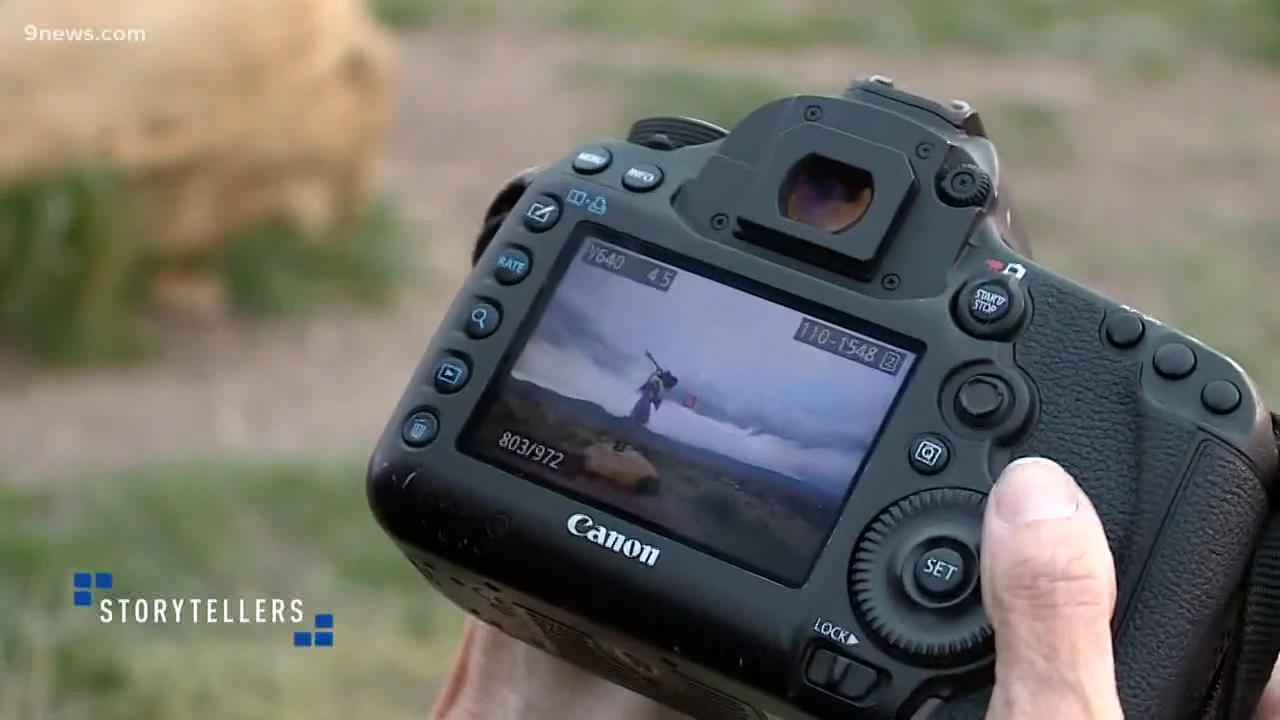 9news.com
MENU
INFO
RATE
1/640 4.5
110-1548 2
803/972
START/
STOP
Q
Canon
SET
LOCK▶
STORYTELLERS